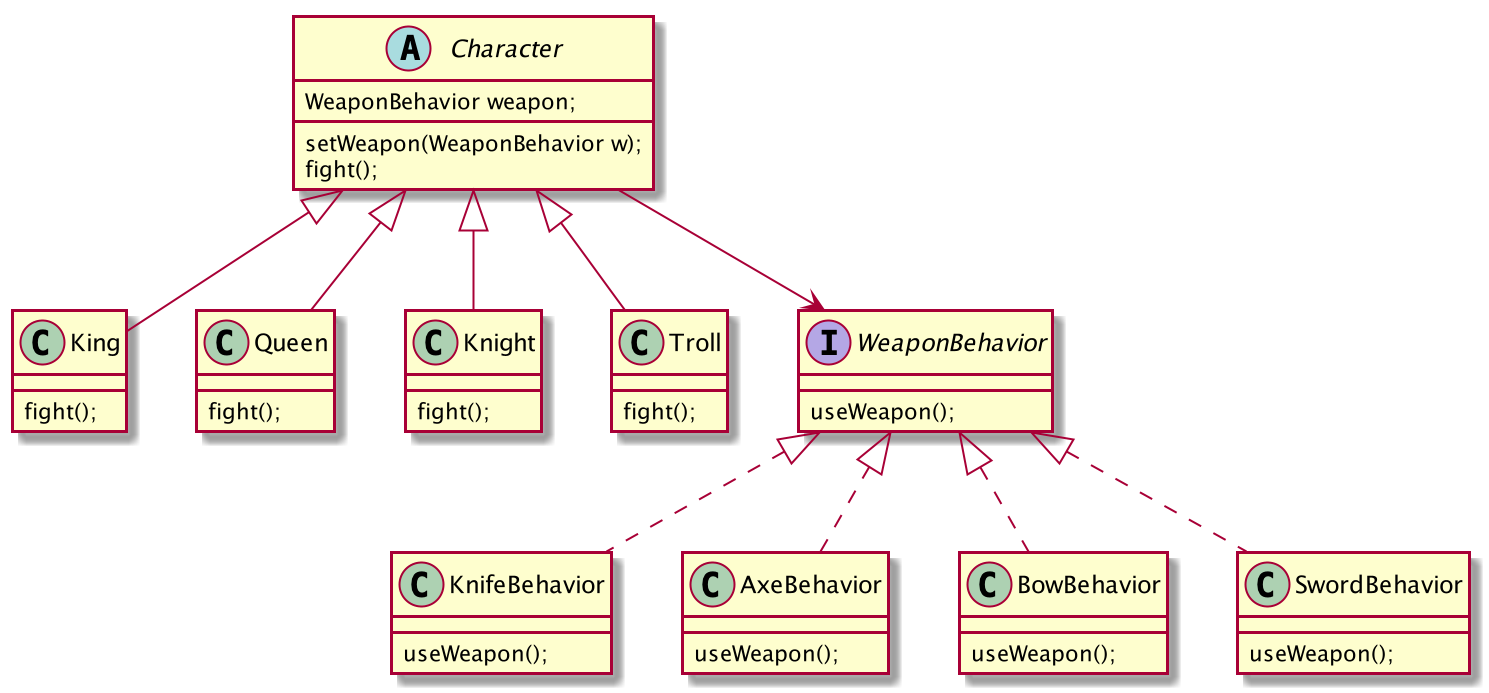 A Character
WeaponBehavior weapon;
setWeapon(WeaponBehavior w);
fight();
C King
fight();
C Queen
fight();
C Knight
fight();
C Troll
fight();
I WeaponBehavior
useWeapon();
C KnifeBehavior
useWeapon();
C AxeBehavior
useWeapon();
C BowBehavior
useWeapon();
C SwordBehavior
useWeapon();